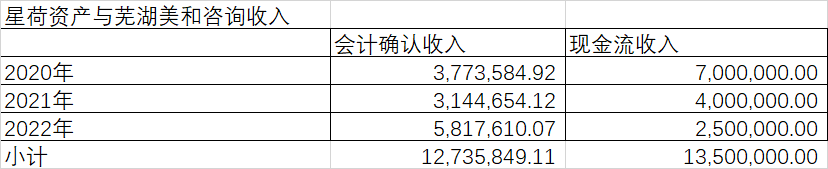 星荷资产与芜湖美和咨询收入
会计确认收入 现金流收入
2020年 3,773,584.92 7,000,000.00
2021年 3,144,654.12 4,000,000.00
2022年 5,817,610.07 2,500,000.00
小计 12,735,849.11 13,500,000.00